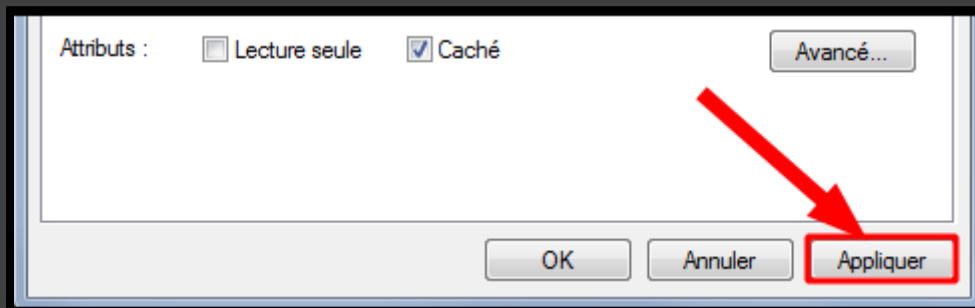 Attributs : Lecture seule Caché Avancé...
OK Annuler Appliquer